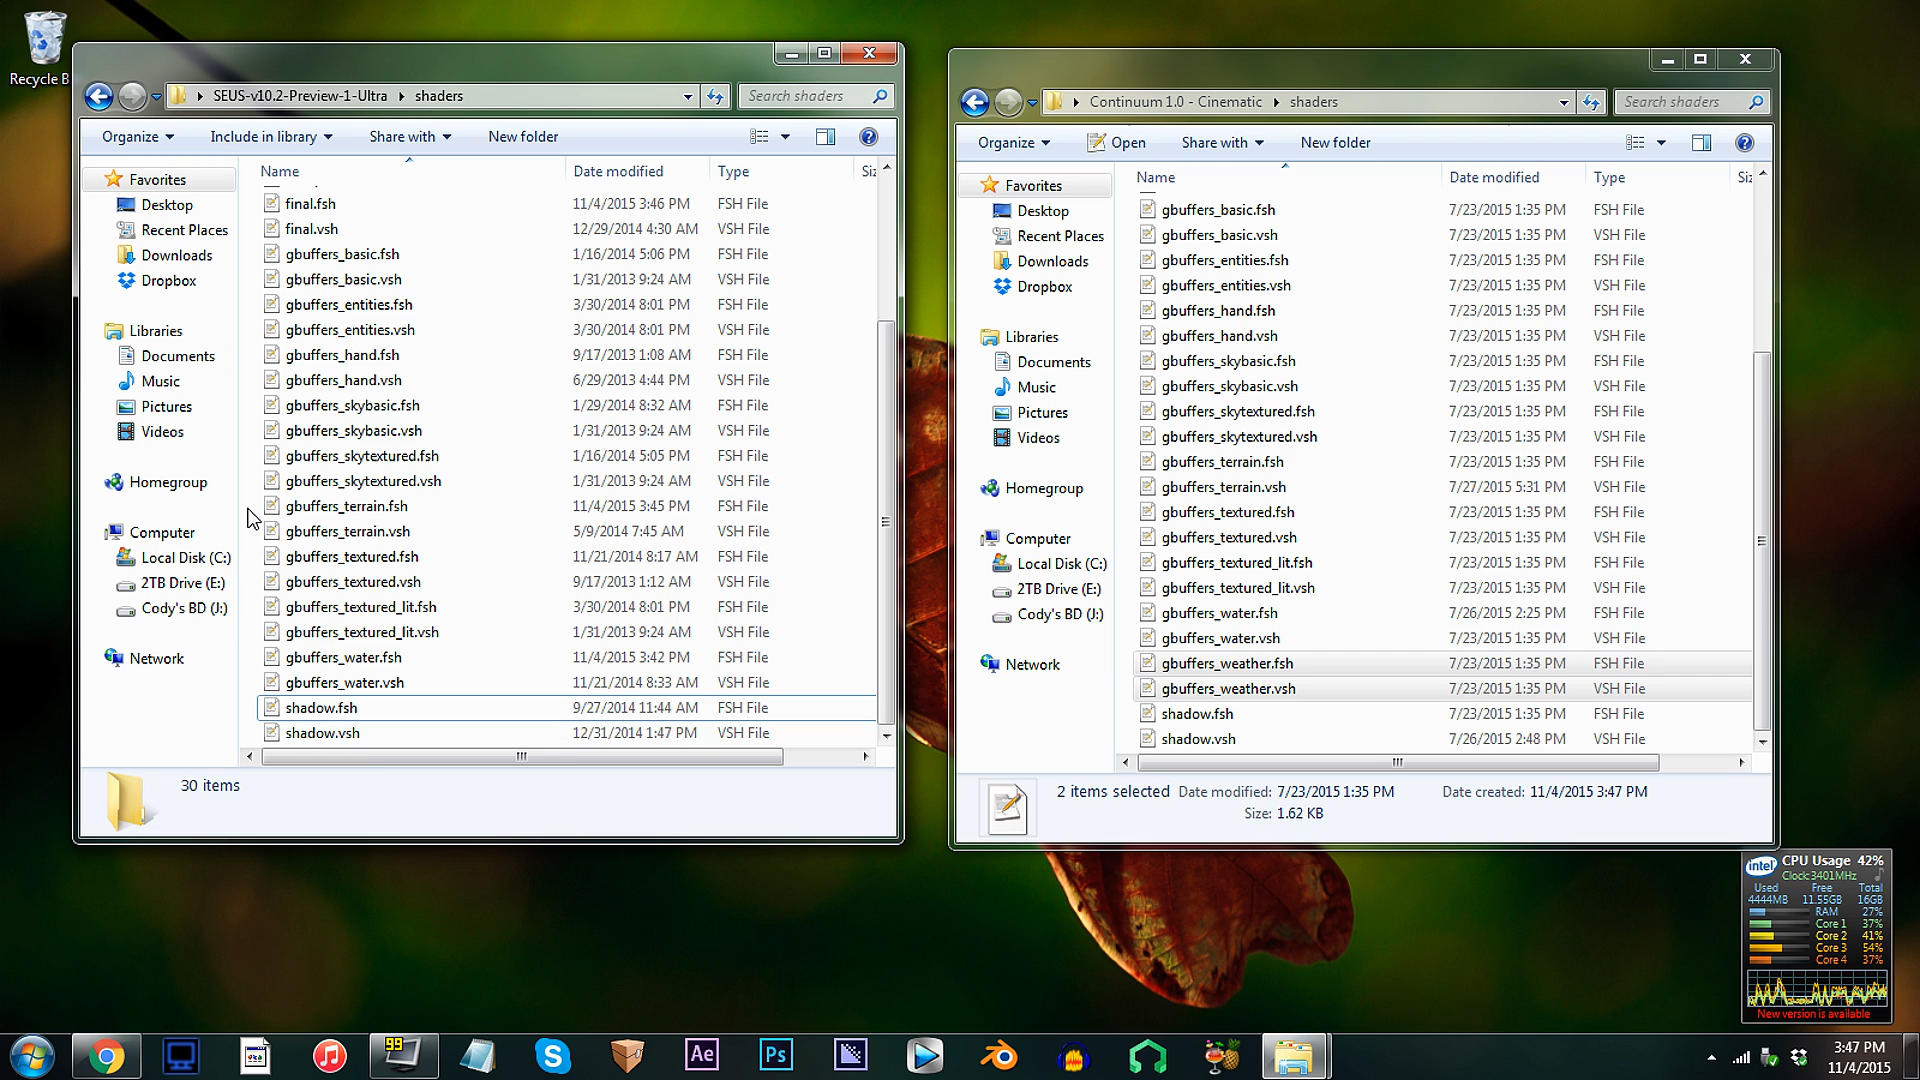 Recycle B
SEUS-v10.2-Preview-1-Ultra shaders
Search shaders
Organize Include in library Share with New folder
Name Date modified Type Siz
Favorites
Desktop
Recent Places
Downloads
Dropbox
Libraries
Documents
Music
Pictures
Videos
Homegroup
Computer
Local Disk (C:)
2TB Drive (E:)
Cody's BD (J:)
Network
final.fsh 11/4/2015 3:46 PM FSH File
final.vsh 12/29/2014 4:30 AM VSH File
gbuffers_basic.fsh 1/16/2014 5:06 PM FSH File
gbuffers_basic.vsh 1/31/2013 9:24 AM VSH File
gbuffers_entities.fsh 3/30/2014 8:01 PM FSH File
gbuffers_entities.vsh 3/30/2014 8:01 PM VSH File
gbuffers_hand.fsh 9/17/2013 1:08 AM FSH File
gbuffers_hand.vsh 6/29/2013 4:44 PM VSH File
gbuffers_skybasic.fsh 1/29/2014 8:32 AM FSH File
gbuffers_skybasic.vsh 1/31/2013 9:24 AM VSH File
gbuffers_skytextured.fsh 1/16/2014 5:05 PM FSH File
gbuffers_skytextured.vsh 1/31/2013 9:24 AM VSH File
gbuffers_terrain.fsh 11/4/2015 3:45 PM FSH File
gbuffers_terrain.vsh 5/9/2014 7:45 AM VSH File
gbuffers_textured.fsh 11/21/2014 8:17 AM FSH File
gbuffers_textured.vsh 9/17/2013 1:12 AM VSH File
gbuffers_textured_lit.fsh 3/30/2014 8:01 PM FSH File
gbuffers_textured_lit.vsh 1/31/2013 9:24 AM VSH File
gbuffers_water.fsh 11/4/2015 3:42 PM FSH File
gbuffers_water.vsh 11/21/2014 8:33 AM VSH File
shadow.fsh 9/27/2014 11:44 AM FSH File
shadow.vsh 12/31/2014 1:47 PM VSH File
30 items
Continuum 1.0 - Cinematic shaders
Search shaders
Organize Open Share with New folder
Name Date modified Type Siz
Favorites
Desktop
Recent Places
Downloads
Dropbox
Libraries
Documents
Music
Pictures
Videos
Homegroup
Computer
Local Disk (C:)
2TB Drive (E:)
Cody's BD (J:)
Network
gbuffers_basic.fsh 7/23/2015 1:35 PM FSH File
gbuffers_basic.vsh 7/23/2015 1:35 PM VSH File
gbuffers_entities.fsh 7/23/2015 1:35 PM FSH File
gbuffers_entities.vsh 7/23/2015 1:35 PM VSH File
gbuffers_hand.fsh 7/23/2015 1:35 PM FSH File
gbuffers_hand.vsh 7/23/2015 1:35 PM VSH File
gbuffers_skybasic.fsh 7/23/2015 1:35 PM FSH File
gbuffers_skybasic.vsh 7/23/2015 1:35 PM VSH File
gbuffers_skytextured.fsh 7/23/2015 1:35 PM FSH File
gbuffers_skytextured.vsh 7/23/2015 1:35 PM VSH File
gbuffers_terrain.fsh 7/23/2015 1:35 PM FSH File
gbuffers_terrain.vsh 7/27/2015 5:31 PM VSH File
gbuffers_textured.fsh 7/23/2015 1:35 PM FSH File
gbuffers_textured.vsh 7/23/2015 1:35 PM VSH File
gbuffers_textured_lit.fsh 7/23/2015 1:35 PM FSH File
gbuffers_textured_lit.vsh 7/23/2015 1:35 PM VSH File
gbuffers_water.fsh 7/26/2015 2:25 PM FSH File
gbuffers_water.vsh 7/23/2015 1:35 PM VSH File
gbuffers_weather.fsh 7/23/2015 1:35 PM FSH File
gbuffers_weather.vsh 7/23/2015 1:35 PM VSH File
shadow.fsh 7/23/2015 1:35 PM FSH File
shadow.vsh 7/26/2015 2:48 PM VSH File
2 items selected Date modified: 7/23/2015 1:35 PM Date created: 11/4/2015 3:47 PM
Size: 1.62 KB
intel CPU Usage 42%
Clock:3401MHz
Used Free Total
4444MB 11.55GB 16GB
RAM 27%
Core 1 37%
Core 2 41%
Core 3 54%
Core 4 37%
New version is available
99
Ae
Ps
3:47 PM
11/4/2015